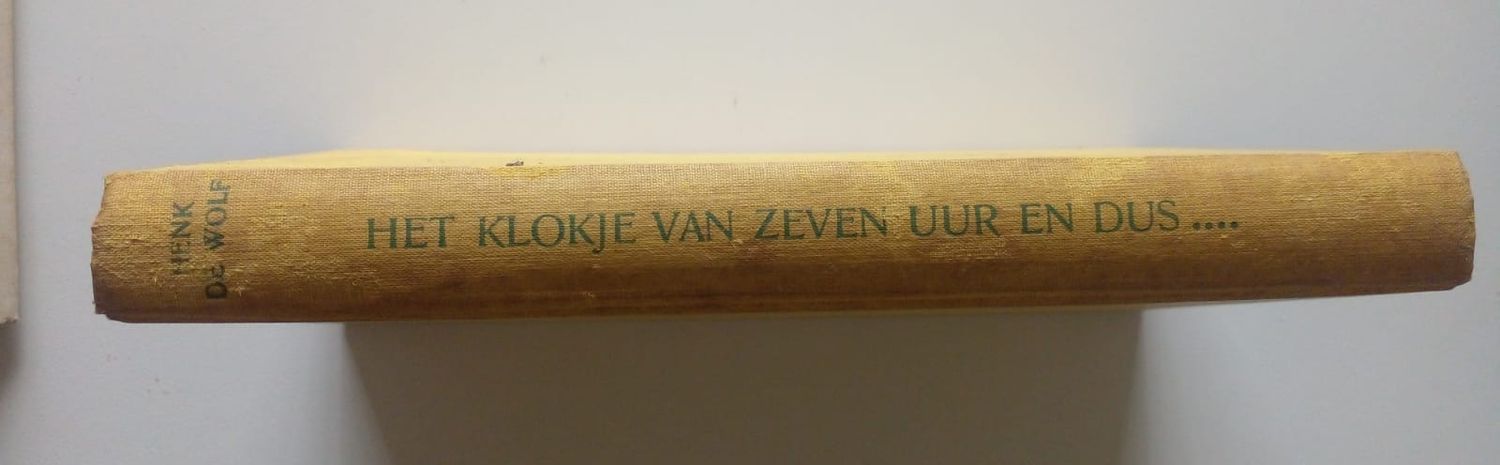 HENK
DE WOLF
HET KLOKJE VAN ZEVEN UUR EN DUS ....